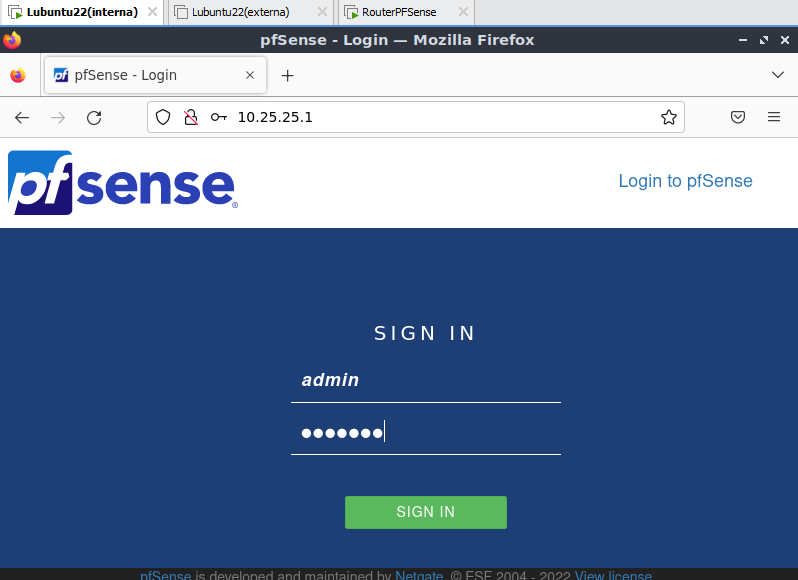 Lubuntu22(interna) Lubuntu22(externa) RouterPFSense
pfSense - Login — Mozilla Firefox
pfSense - Login
10.25.25.1
pfsense®
Login to pfSense
SIGN IN
admin
●●●●●●●
SIGN IN
pfSense is developed and maintained by Netgate. © ESF 2004 - 2022 View license.